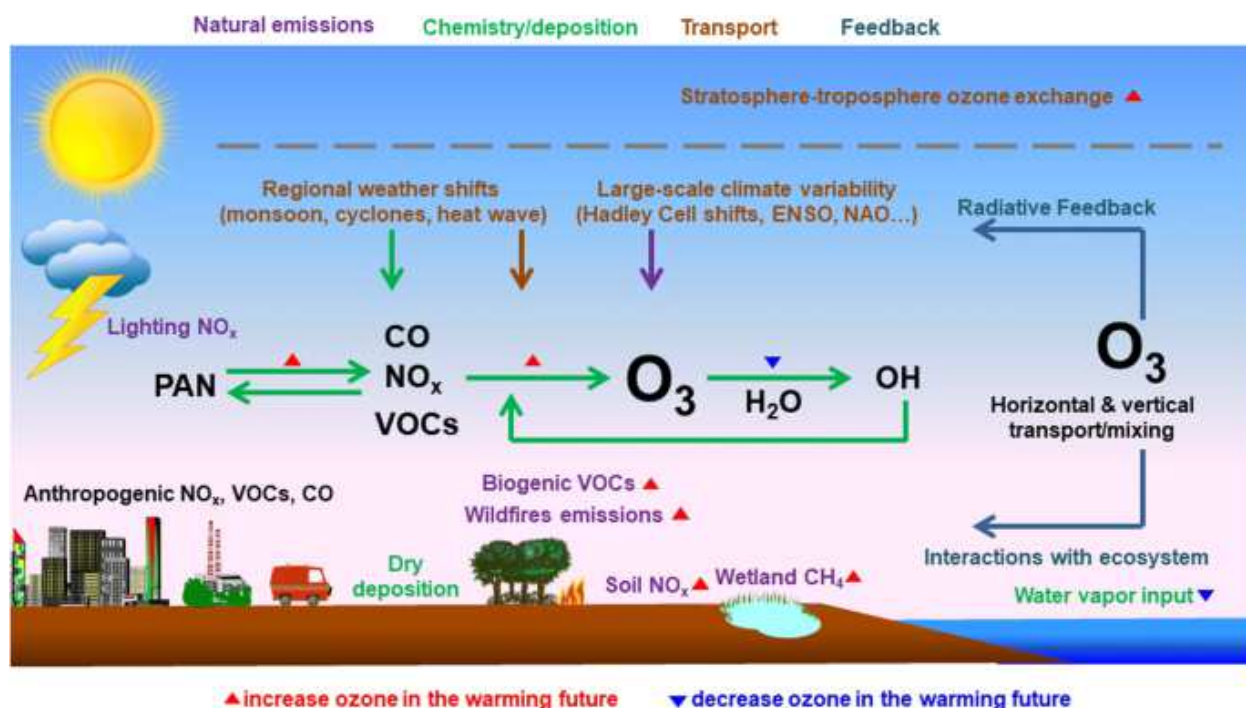 Natural emissions Chemistry/deposition Transport Feedback
Stratosphere-troposphere ozone exchange
Regional weather shifts
(monsoon, cyclones, heat wave)
Large-scale climate variability
(Hadley Cell shifts, ENSO, NAO...)
Radiative Feedback
Lighting NOₓ
PAN
CO
NOₓ
VOCs
O₃
H₂O
OH
O₃
Horizontal & vertical
transport/mixing
Anthropogenic NOₓ, VOCs, CO
Biogenic VOCs
Wildfires emissions
Dry
deposition
Soil NOₓ
Wetland CH₄
Interactions with ecosystem
Water vapor input
▲ increase ozone in the warming future ▼ decrease ozone in the warming future